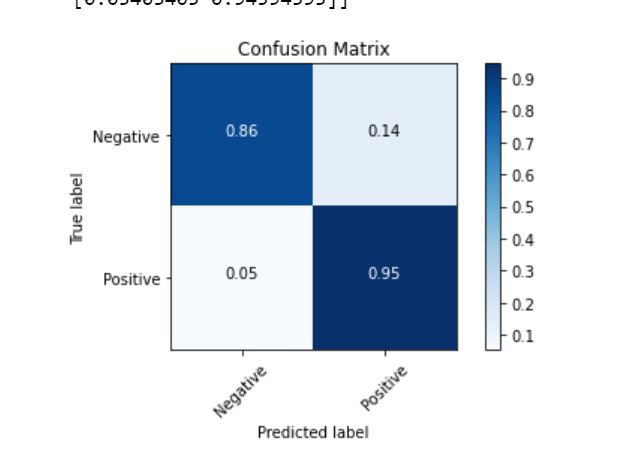 Confusion Matrix
Negative 0.86 0.14
Positive 0.05 0.95
0.9
0.8
0.7
0.6
0.5
0.4
0.3
0.2
0.1
True label
Negative Positive
Predicted label